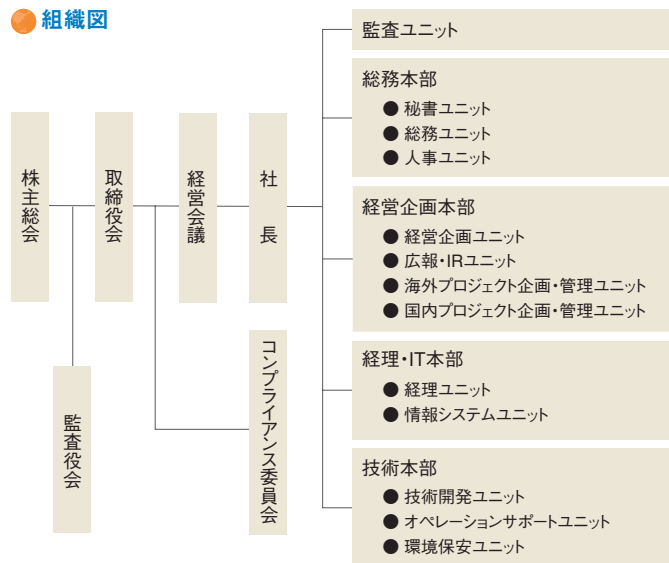 組織図
株主総会
監査役会
取締役会
経営会議
社長
コンプライアンス委員会
監査ユニット
総務本部
● 秘書ユニット
● 総務ユニット
● 人事ユニット
経営企画本部
● 経営企画ユニット
● 広報・IRユニット
● 海外プロジェクト企画・管理ユニット
● 国内プロジェクト企画・管理ユニット
経理・IT本部
● 経理ユニット
● 情報システムユニット
技術本部
● 技術開発ユニット
● オペレーションサポートユニット
● 環境保安ユニット